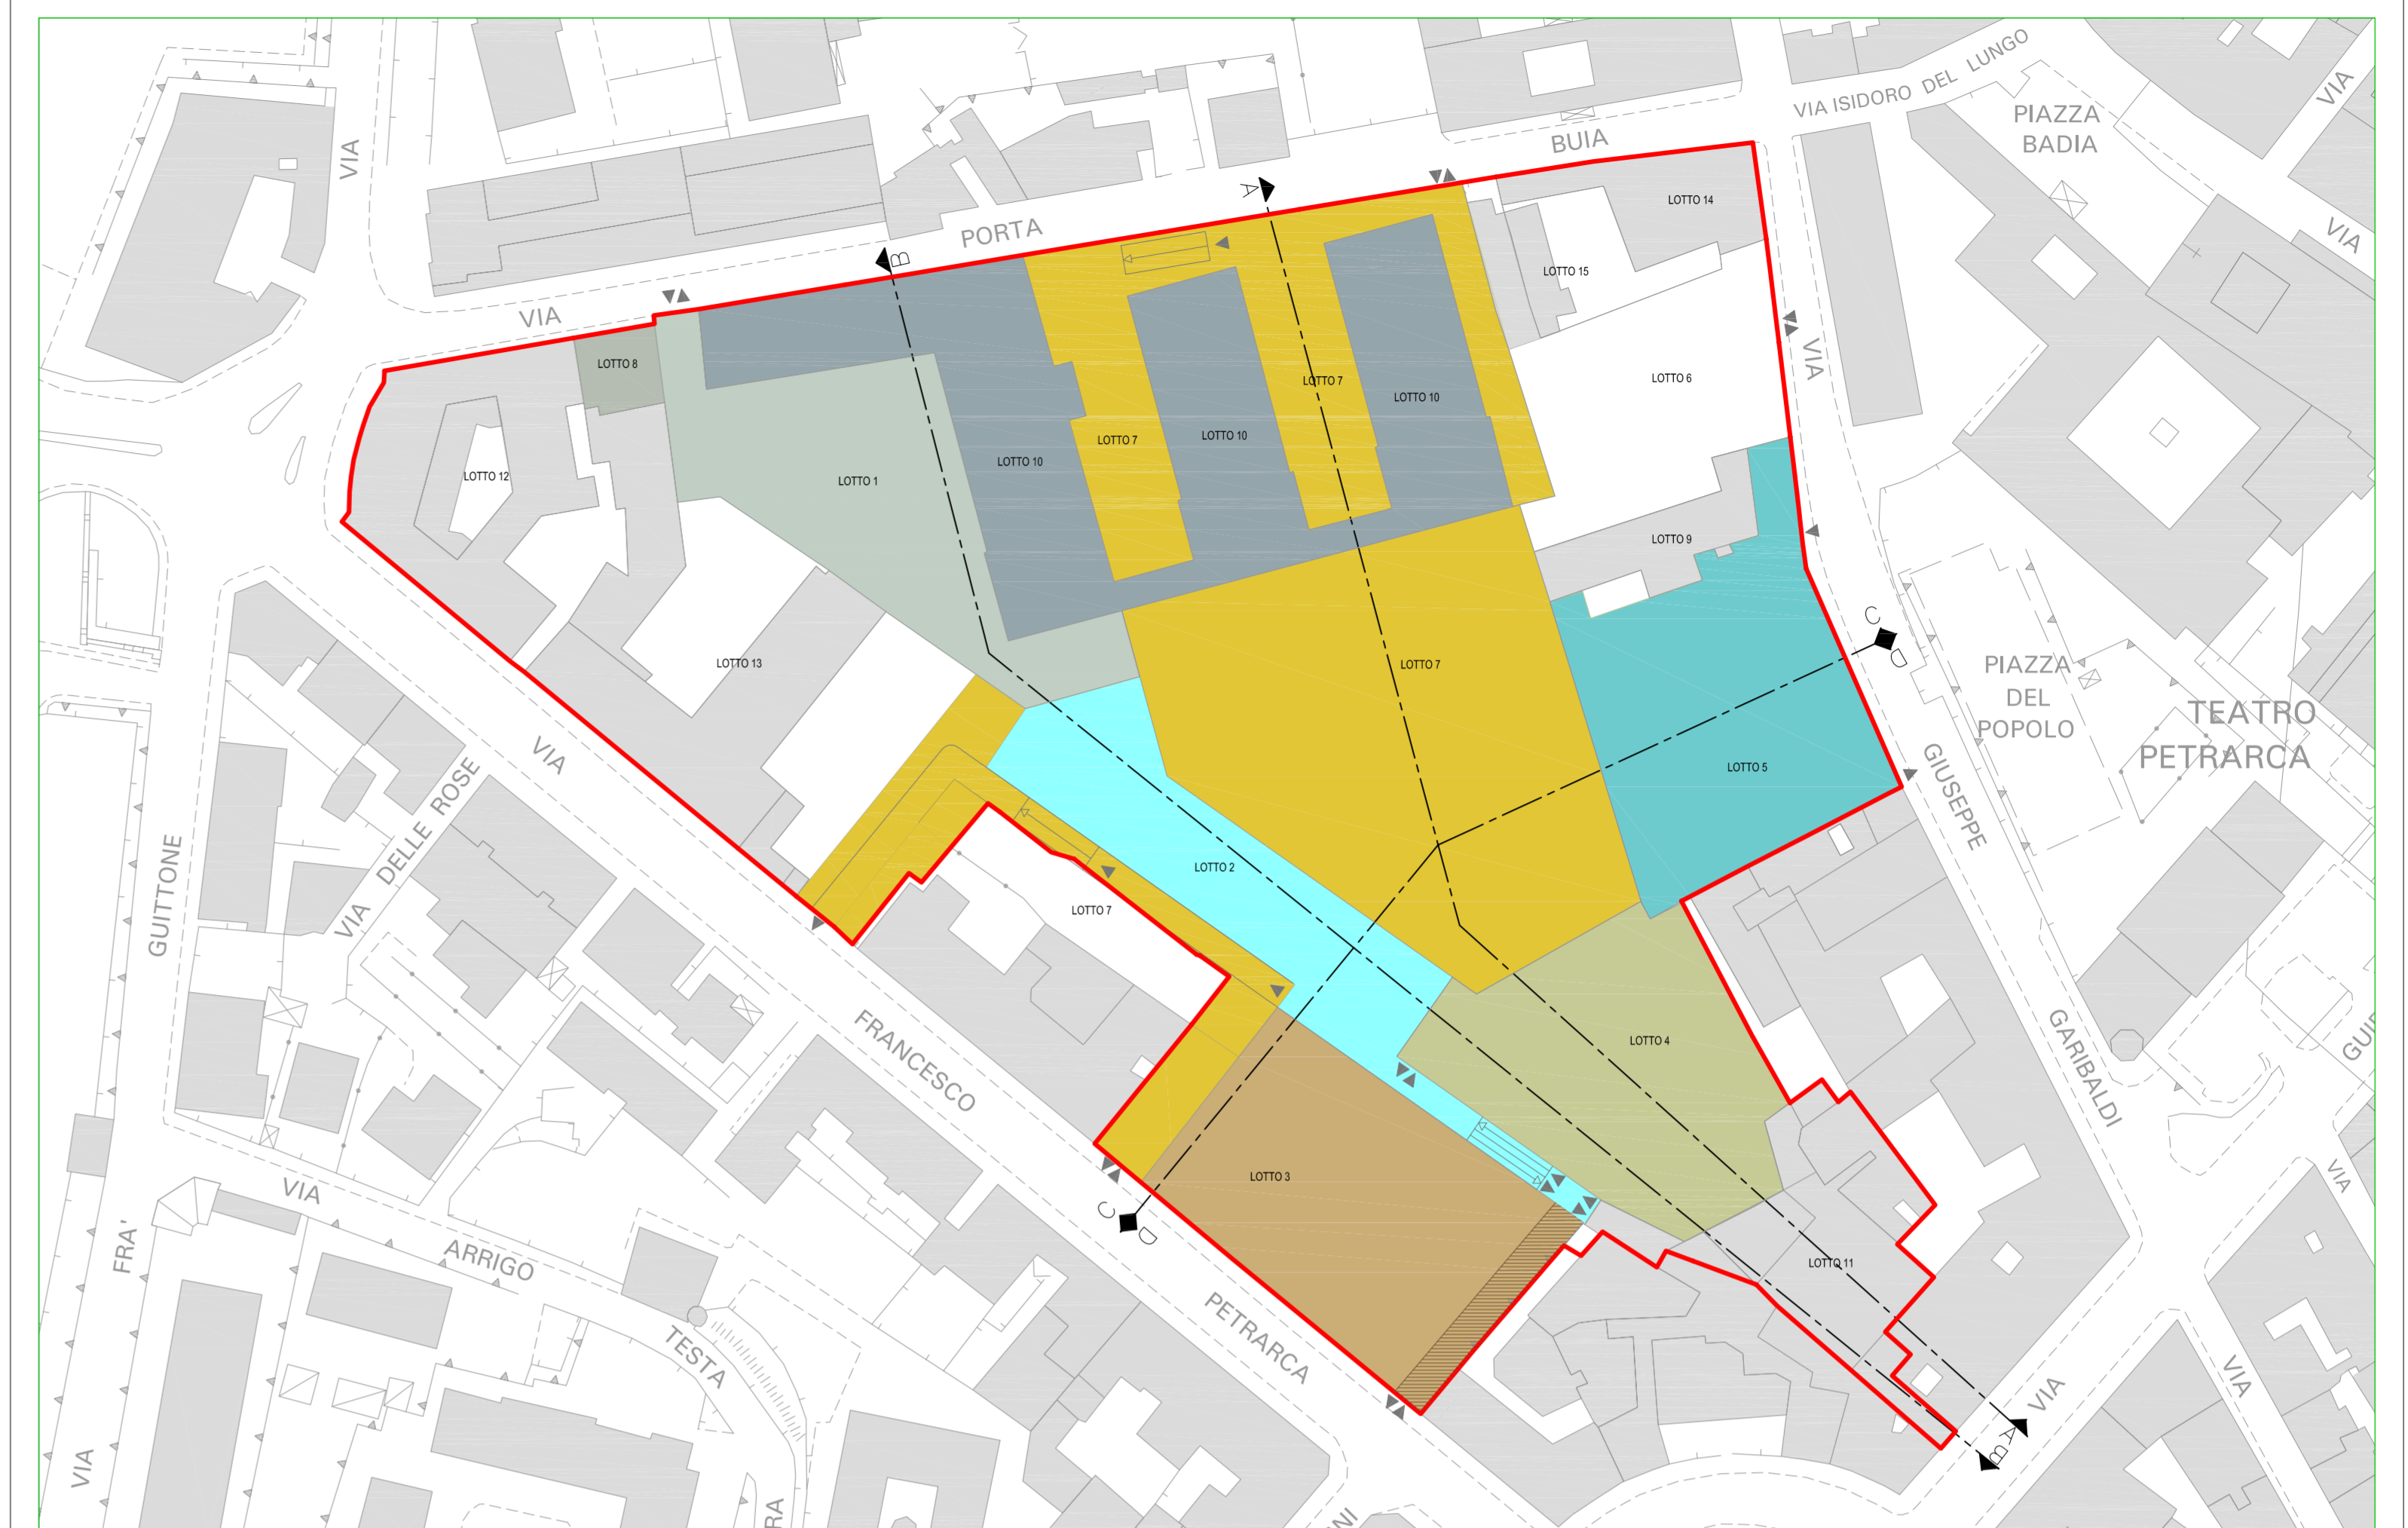 VIA ISIDORO DEL LUNGO
VIA
VIA
PIAZZA
BADIA
BUIA
LOTTO 14
A
PORTA
B
VIA
LOTTO 15
VIA
VIA
LOTTO 8
LOTTO 7
LOTTO 6
LOTTO 10
LOTTO 12
LOTTO 1
LOTTO 10
LOTTO 7
LOTTO 10
LOTTO 9
C
D
LOTTO 13
LOTTO 7
PIAZZA
DEL
POPOLO
TEATRO
PETRARCA
VIA
LOTTO 5
GIUSEPPE
VIA DELLE ROSE
GUITTONE
LOTTO 2
LOTTO 7
FRANCESCO
LOTTO 4
GARIBALDI
VIA
LOTTO 3
VIA
C
D
FRA'
ARRIGO
LOTTO 11
PETRARCA
TESTA
VIA
VIA
A
B
VIA
RA
NI